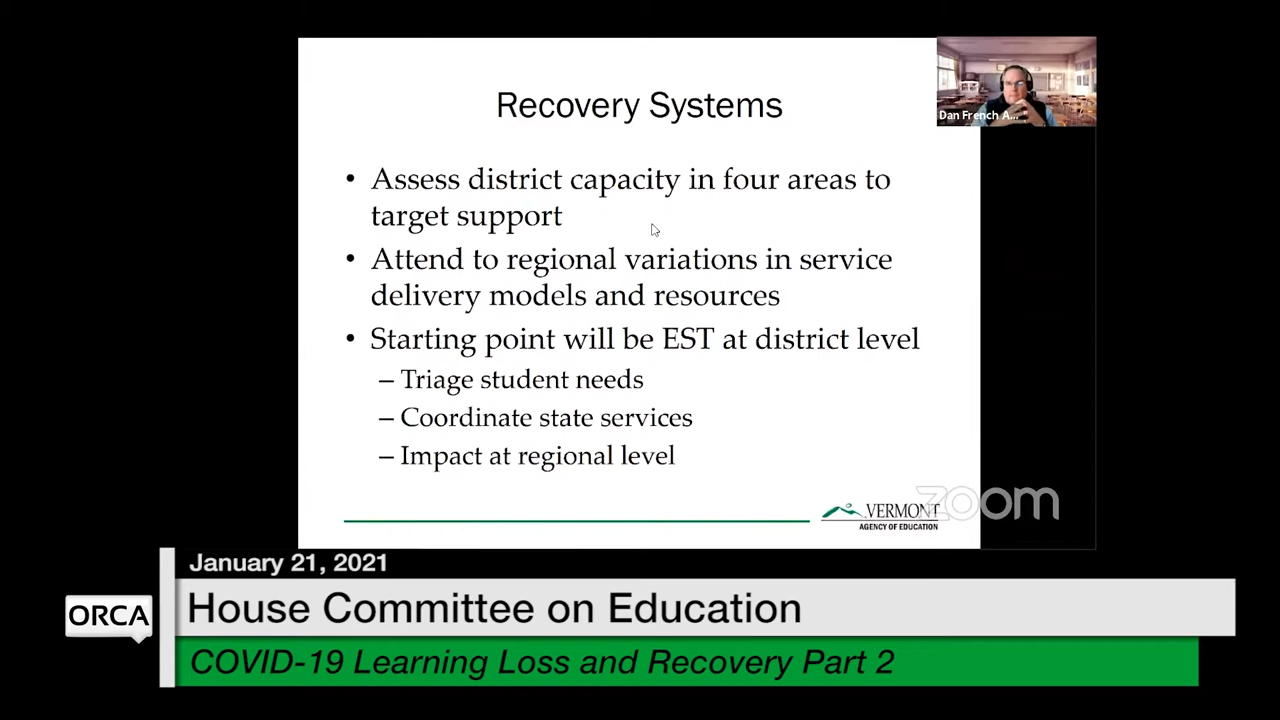 Recovery Systems
Dan French A...
• Assess district capacity in four areas to
target support
• Attend to regional variations in service
delivery models and resources
• Starting point will be EST at district level
– Triage student needs
– Coordinate state services
– Impact at regional level
VERMONT
AGENCY OF EDUCATION
zoom
January 21, 2021
ORCA
House Committee on Education
COVID-19 Learning Loss and Recovery Part 2